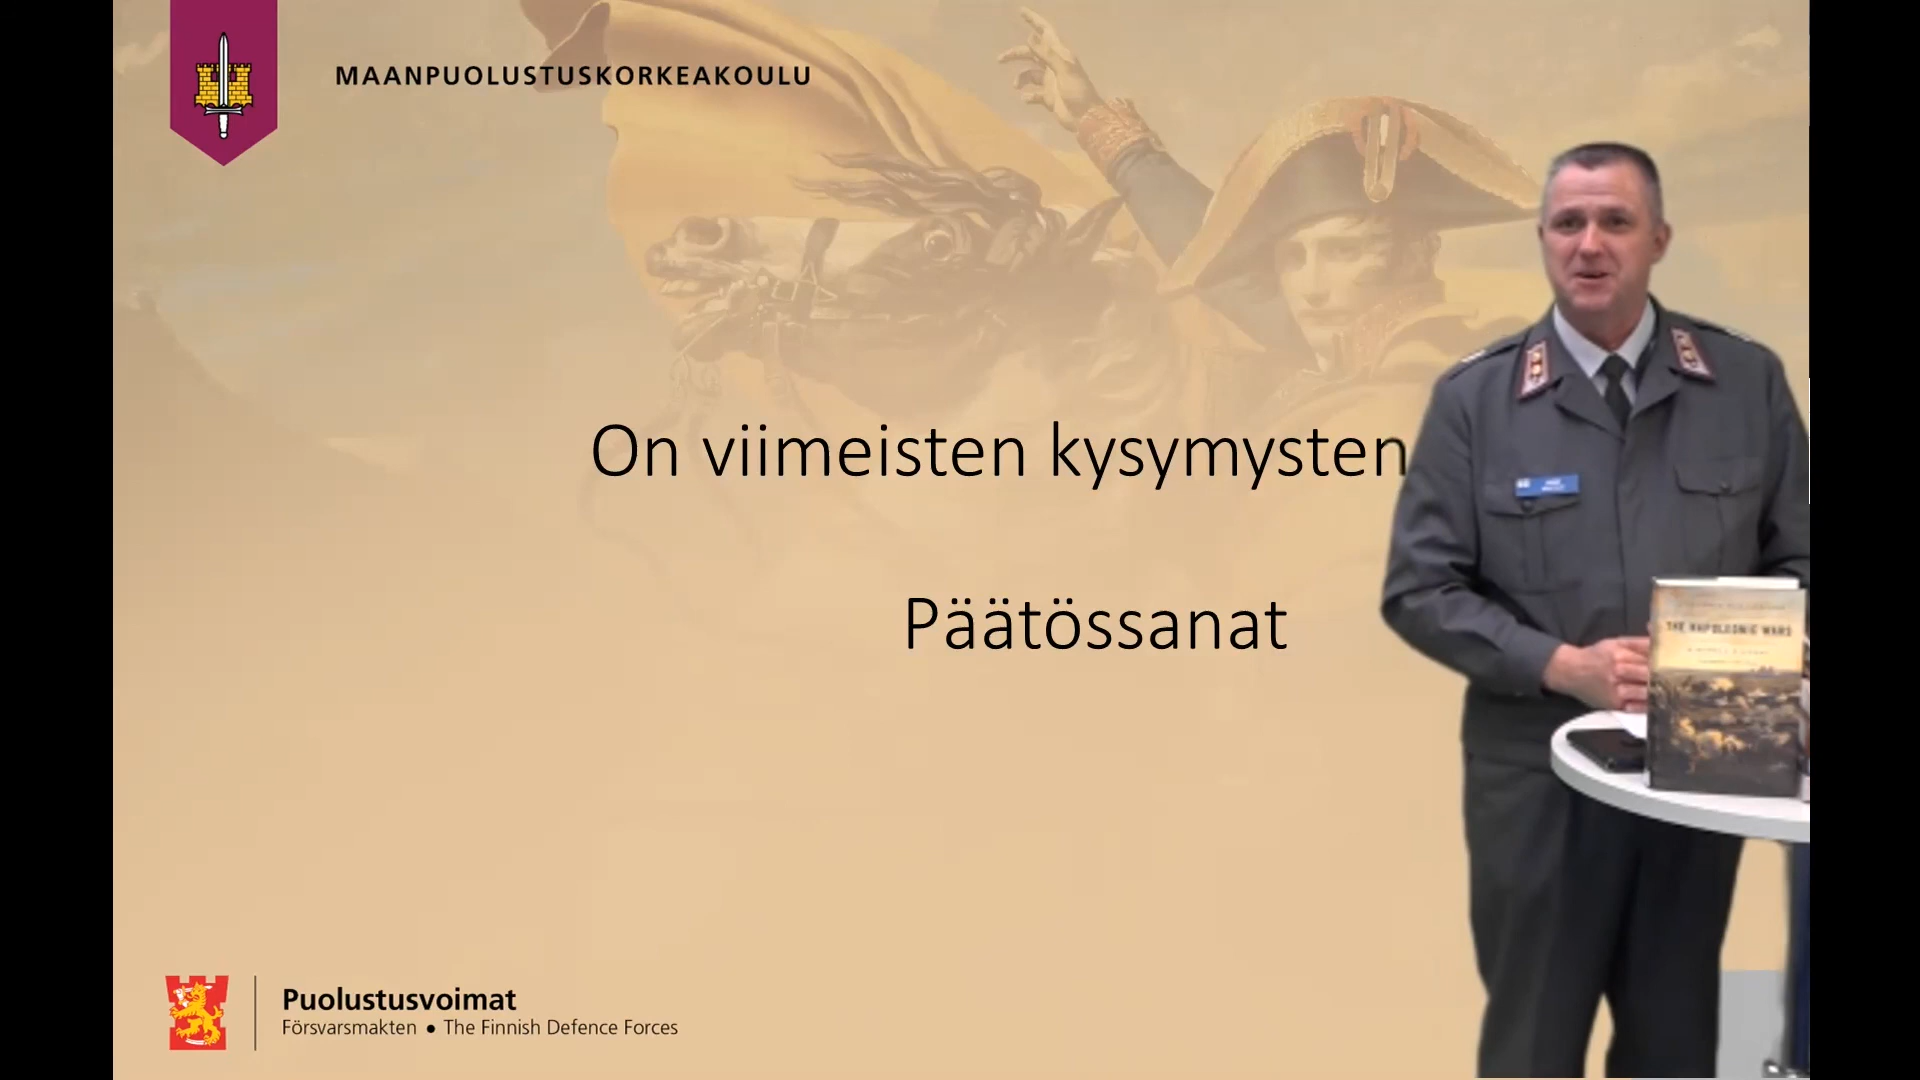 MAANPUOLUSTUSKORKEAKOULU
On viimeisten kysymysten
Päätössanat
THE NAPOLEONIC WARS
Puolustusvoimat
Försvarsmakten ● The Finnish Defence Forces